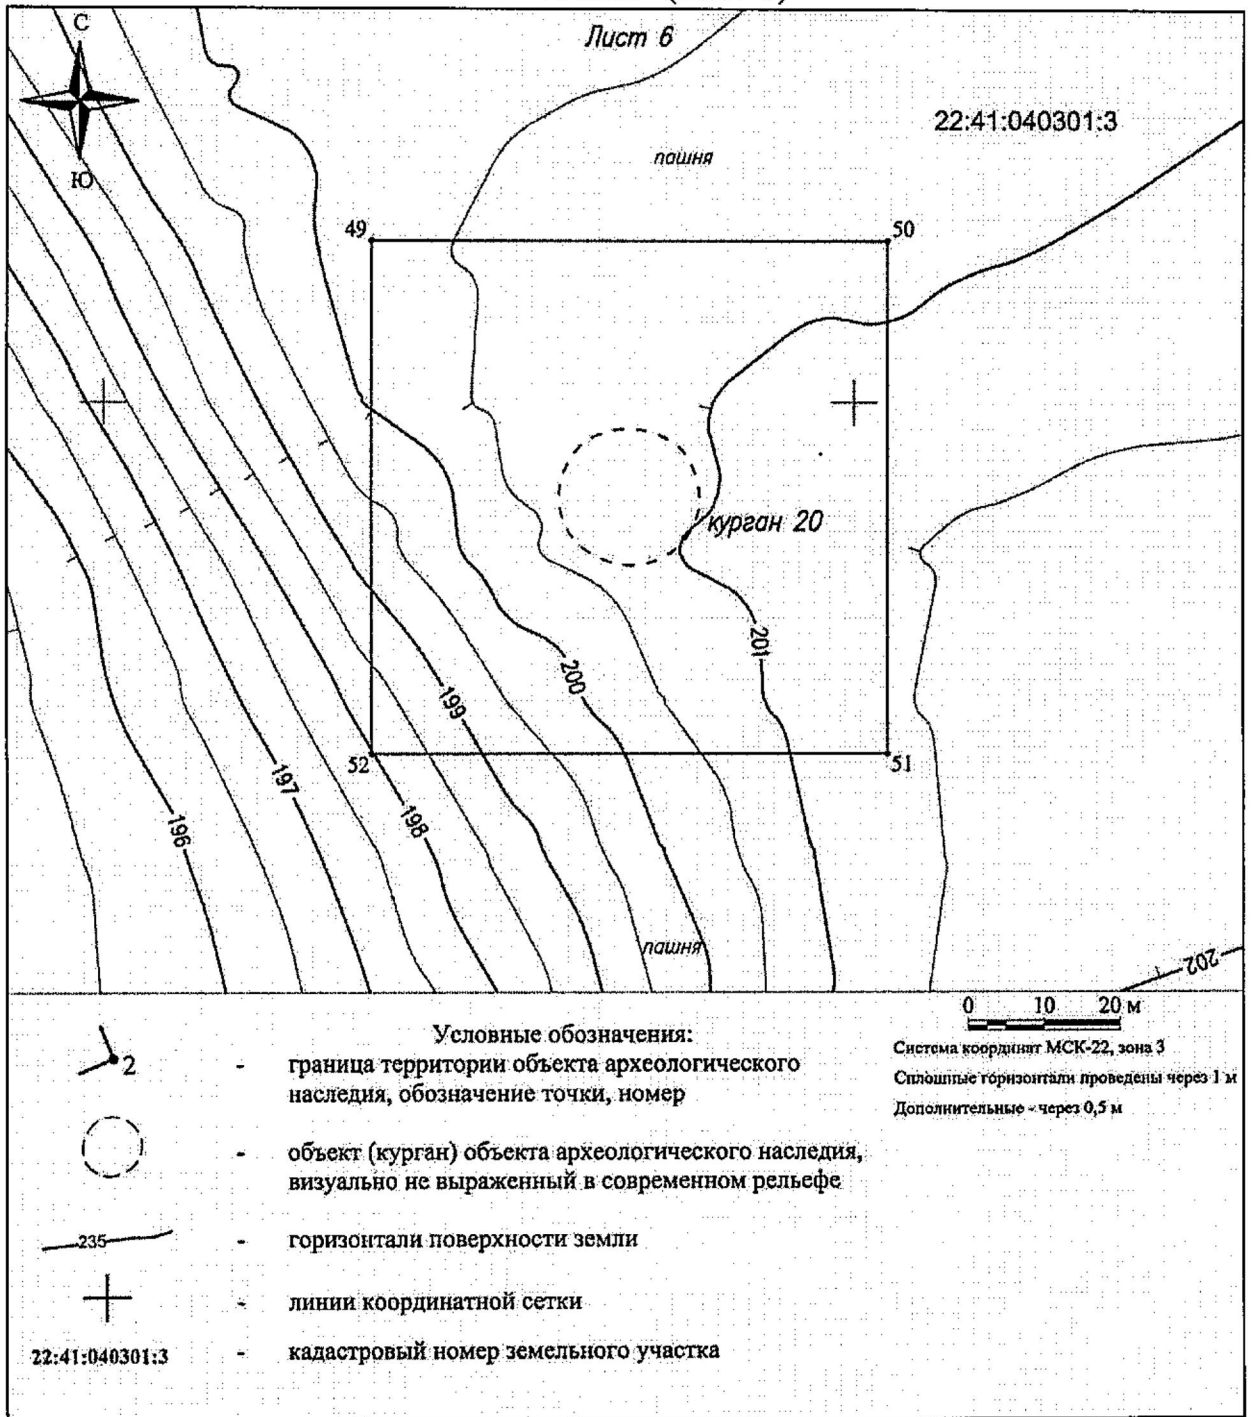 С
Лист 6
22:41:040301:3
пашня
Ю
49
50
курган 20
201
200
199
52
51
197
198
196
пашня
202
0 10 20 м
Условные обозначения:
2 - граница территории объекта археологического
наследия, обозначение точки, номер
Система координат МСК-22, зона 3
Сплошные горизонтали проведены через 1 м
Дополнительные - через 0,5 м
- объект (курган) объекта археологического наследия,
визуально не выраженный в современном рельефе
235 - горизонтали поверхности земли
- линии координатной сетки
22:41:040301:3 - кадастровый номер земельного участка